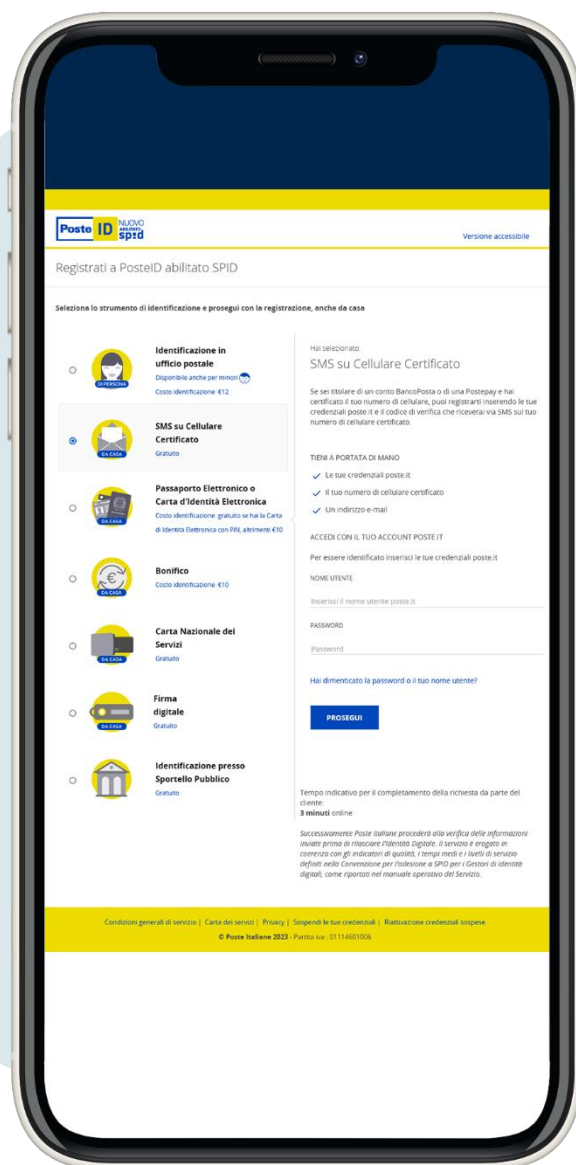 Poste ID NUOVO
ABILITATO
spid
Versione accessibile
Registrati a PosteID abilitato SPID
Seleziona lo strumento di identificazione e prosegui con la registrazione, anche da casa
DI PERSONA
Identificazione in
ufficio postale
Disponibile anche per minori
Costo identificazione: €12
DA CASA
SMS su Cellulare
Certificato
Gratuito
DA CASA
Passaporto Elettronico o
Carta d'Identità Elettronica
Costo identificazione: gratuito se hai la Carta
di Identità Elettronica con PIN, altrimenti €10
DA CASA
Bonifico
Costo identificazione: €10
DA CASA
Carta Nazionale dei
Servizi
Gratuito
DA CASA
Firma
digitale
Gratuito
Identificazione presso
Sportello Pubblico
Gratuito
Hai selezionato:
SMS su Cellulare Certificato
Se sei titolare di un conto BancoPosta o di una Postepay e hai
certificato il tuo numero di cellulare, puoi registrarti inserendo le tue
credenziali poste.it e il codice di verifica che riceverai via SMS sul tuo
numero di cellulare certificato.
TIENI A PORTATA DI MANO
Le tue credenziali poste.it
Il tuo numero di cellulare certificato
Un indirizzo e-mail
ACCEDI CON IL TUO ACCOUNT POSTE.IT
Per essere identificato inserisci le tue credenziali poste.it
NOME UTENTE
Inserisci il nome utente poste.it
PASSWORD
Password
Hai dimenticato la password o il tuo nome utente?
PROSEGUI
Tempo indicativo per il completamento della richiesta da parte del
cliente:
3 minuti online
Successivamente Poste Italiane procederà alla verifica delle informazioni
inviate prima di rilasciare l'Identità Digitale. Il servizio è erogato in
coerenza con gli indicatori di qualità, i tempi medi e i livelli di servizio
definiti nella Convenzione per l'adesione a SPID per i Gestori di identità
digitali, come riportati nel manuale operativo del Servizio.
Condizioni generali di servizio | Carta dei servizi | Privacy | Sospendi le tue credenziali | Riattivazione credenziali sospese
© Poste Italiane 2023 - Partita iva : 01114601006